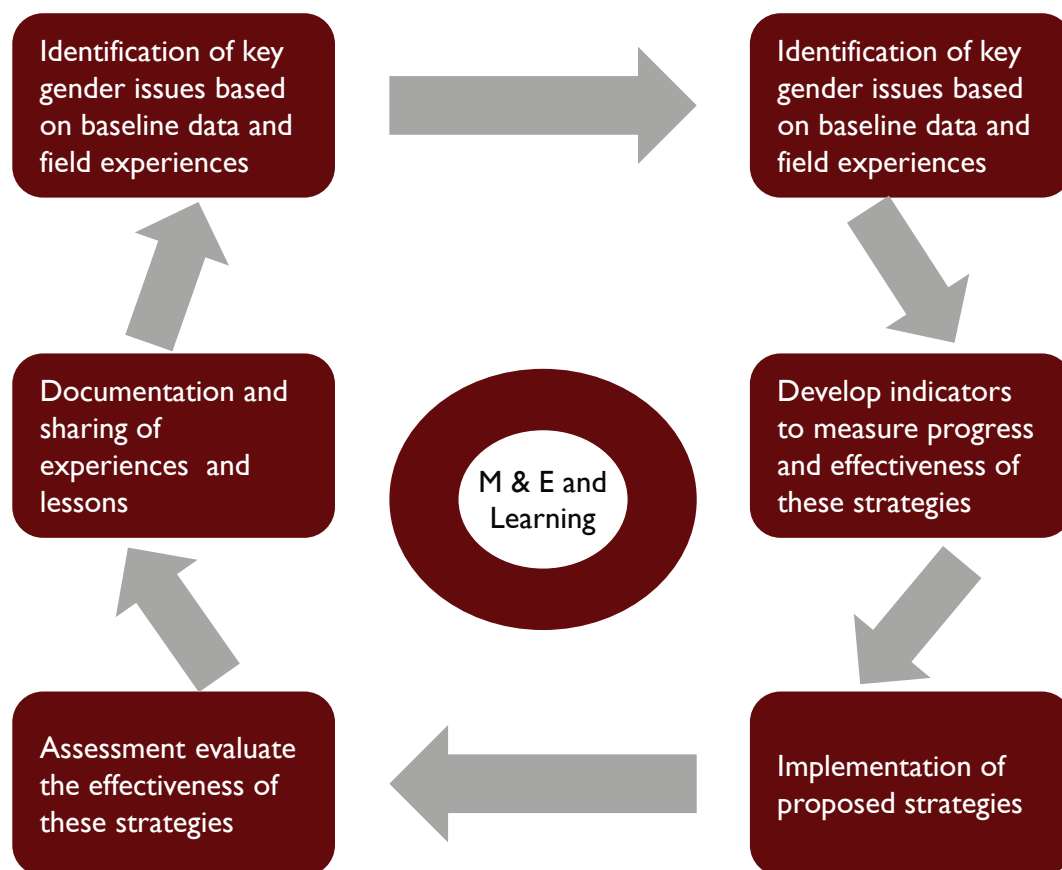 Identification of key
gender issues based
on baseline data and
field experiences
Identification of key
gender issues based
on baseline data and
field experiences
Develop indicators
to measure progress
and effectiveness of
these strategies
Implementation of
proposed strategies
Assessment evaluate
the effectiveness of
these strategies
Documentation and
sharing of
experiences and
lessons
M & E and
Learning